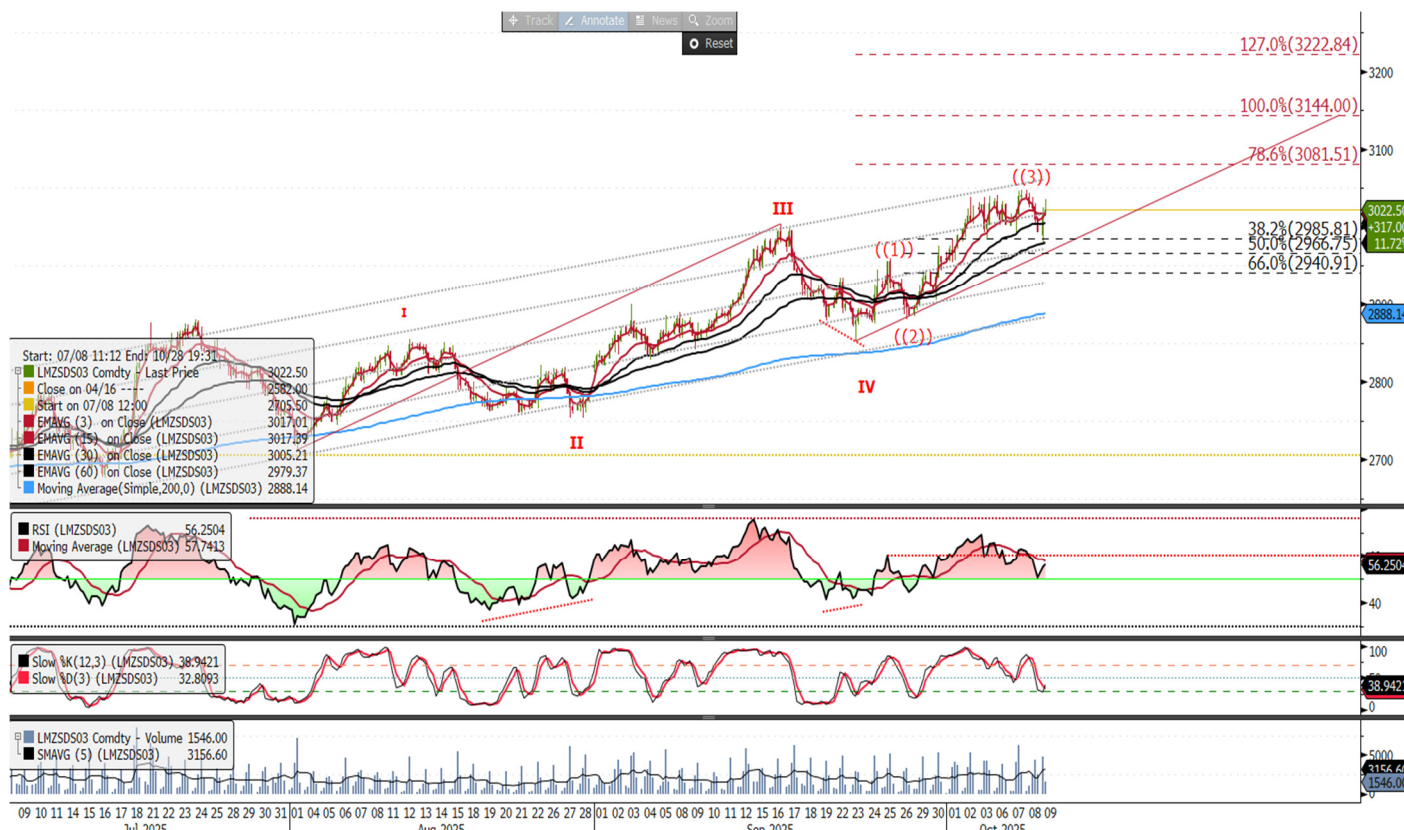 Track Annotate News Zoom
Reset
127.0%(3222.84)
3200
100.0%(3144.00)
3100
78.6%(3081.51)
((3))
III
3022.50
+317.00
11.72%
38.2%(2985.81)
50.0%(2966.75)
66.0%(2940.91)
((1))
2900
2888.14
I
((2))
IV
II
2800
2700
Start: 07/08 11:12 End: 10/28 19:31
LMZSDS03 Comdty - Last Price 3022.50
Close on 04/16 ---- 2582.00
Start on 07/08 12:00 2705.50
EMAVG (3) on Close (LMZSDS03) 3017.01
EMAVG (15) on Close (LMZSDS03) 3017.39
EMAVG (30) on Close (LMZSDS03) 3005.21
EMAVG (60) on Close (LMZSDS03) 2979.37
Moving Average(Simple,200,0) (LMZSDS03) 2888.14
RSI (LMZSDS03) 56.2504
Moving Average (LMZSDS03) 57.7413
56.2504
40
Slow %K(12,3) (LMZSDS03) 38.9421
Slow %D(3) (LMZSDS03) 32.8093
100
38.9421
0
LMZSDS03 Comdty - Volume 1546.00
SMAVG (5) (LMZSDS03) 3156.60
5000
3156.60
1546.00
0
09 10 11 14 15 16 17 18 21 22 23 24 25 28 29 30 31 01 04 05 06 07 08 11 12 13 14 15 18 19 20 21 22 26 27 28 01 02 03 04 05 08 09 10 11 12 15 16 17 18 19 22 23 24 25 26 29 30 01 02 03 06 07 08 09
Jul 2025 Aug 2025 Sep 2025 Oct 2025